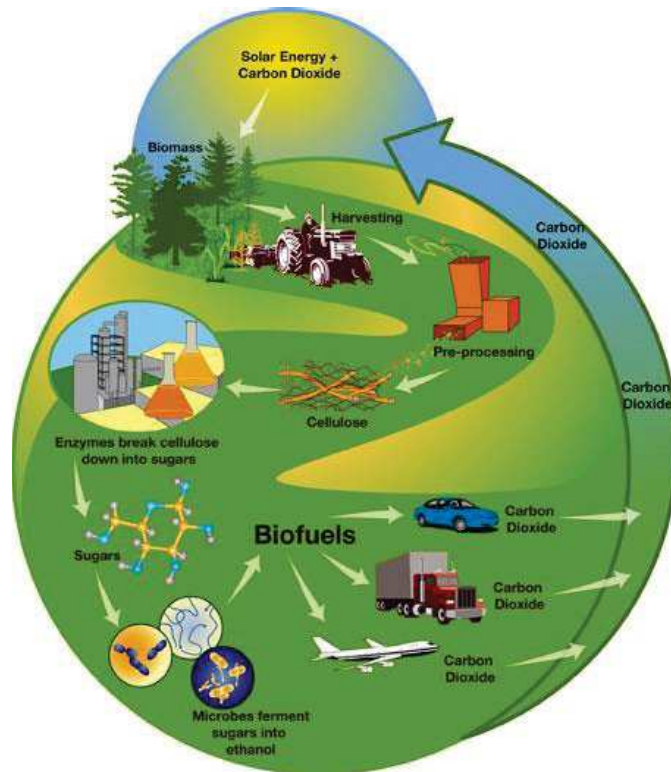 Solar Energy +
Carbon Dioxide
Biomass
Harvesting
Carbon
Dioxide
Pre-processing
Carbon
Dioxide
Cellulose
Enzymes break cellulose
down into sugars
Sugars
Biofuels
Carbon
Dioxide
Carbon
Dioxide
Carbon
Dioxide
Microbes ferment
sugars into
ethanol